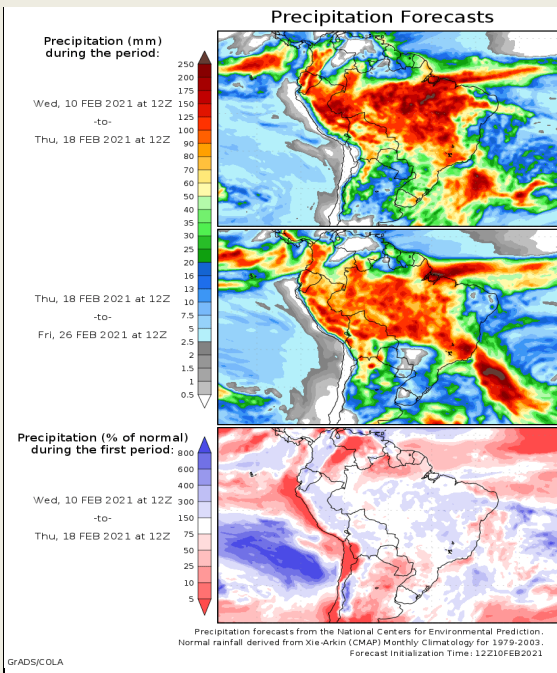 Precipitation Forecasts
Precipitation (mm)
during the period:
Wed, 10 FEB 2021 at 12Z
-to-
Thu, 18 FEB 2021 at 12Z
250
200
175
150
125
100
90
80
70
60
50
40
35
30
25
20
16
13
10
7.5
5
2.5
2
1.5
1
0.5
Thu, 18 FEB 2021 at 12Z
-to-
Fri, 26 FEB 2021 at 12Z
Precipitation (% of normal)
during the first period:
Wed, 10 FEB 2021 at 12Z
-to-
Thu, 18 FEB 2021 at 12Z
800
600
400
300
150
75
50
25
10
5
Precipitation forecasts from the National Centers for Environmental Prediction.
Normal rainfall derived from Xie-Arkin (CMAP) Monthly Climatology for 1979-2003.
Forecast Initialization Time: 12Z10FEB2021
GrADS/COLA